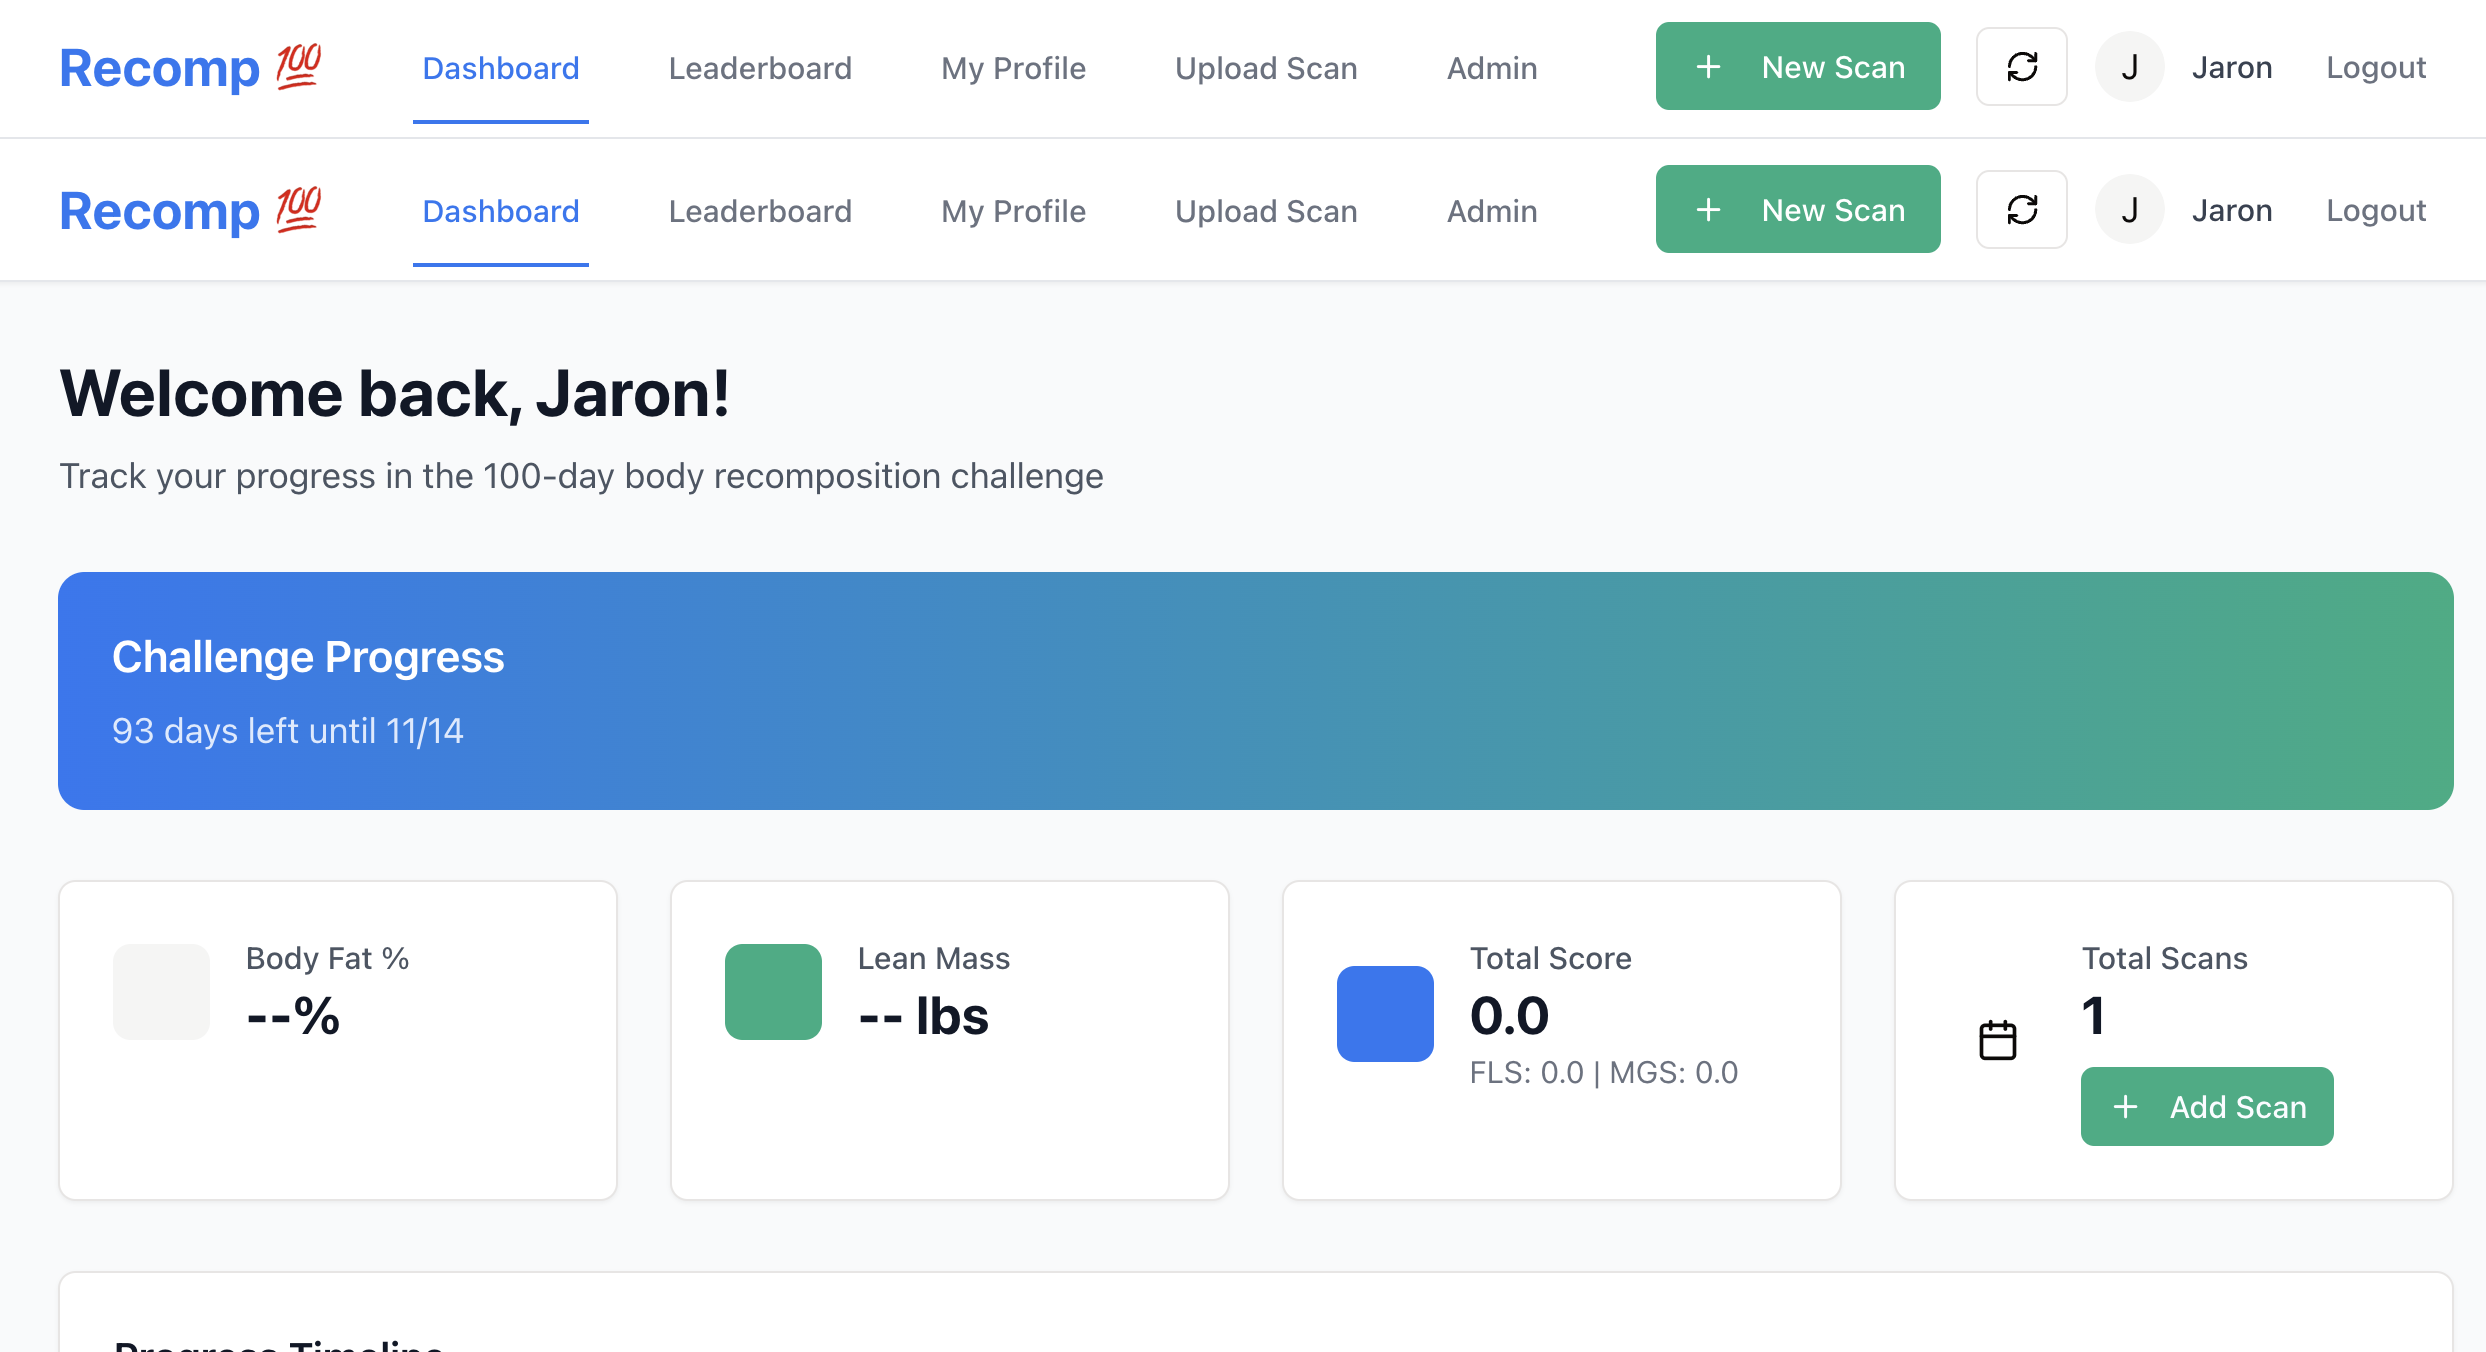 Recomp 💯 Dashboard Leaderboard My Profile Upload Scan Admin + New Scan J Jaron Logout
Recomp 💯 Dashboard Leaderboard My Profile Upload Scan Admin + New Scan J Jaron Logout
Welcome back, Jaron!
Track your progress in the 100-day body recomposition challenge
Challenge Progress
93 days left until 11/14
Body Fat %
--%
Lean Mass
-- lbs
Total Score
0.0
FLS: 0.0 | MGS: 0.0
Total Scans
1
+ Add Scan
Progress Timeline